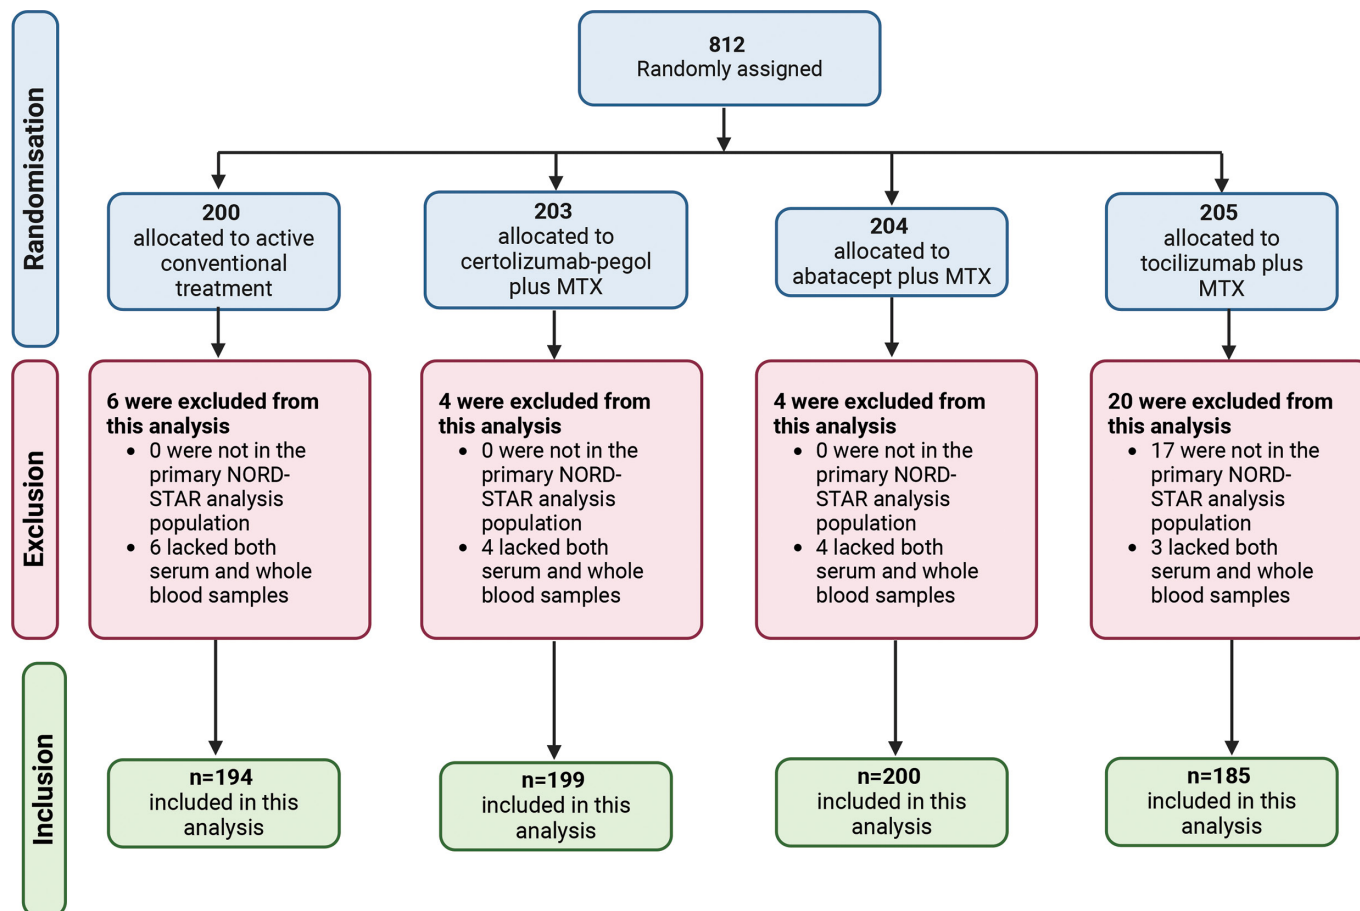 Randomisation
812
Randomly assigned
200
allocated to active
conventional
treatment
203
allocated to
certolizumab-pegol
plus MTX
204
allocated to
abatacept plus MTX
205
allocated to
tocilizumab plus
MTX
Exclusion
6 were excluded from
this analysis
• 0 were not in the
primary NORD-
STAR analysis
population
• 6 lacked both
serum and whole
blood samples
4 were excluded from
this analysis
• 0 were not in the
primary NORD-
STAR analysis
population
• 4 lacked both
serum and whole
blood samples
4 were excluded from
this analysis
• 0 were not in the
primary NORD-
STAR analysis
population
• 4 lacked both
serum and whole
blood samples
20 were excluded from
this analysis
• 17 were not in the
primary NORD-
STAR analysis
population
• 3 lacked both
serum and whole
blood samples
Inclusion
n=194
included in this
analysis
n=199
included in this
analysis
n=200
included in this
analysis
n=185
included in this
analysis